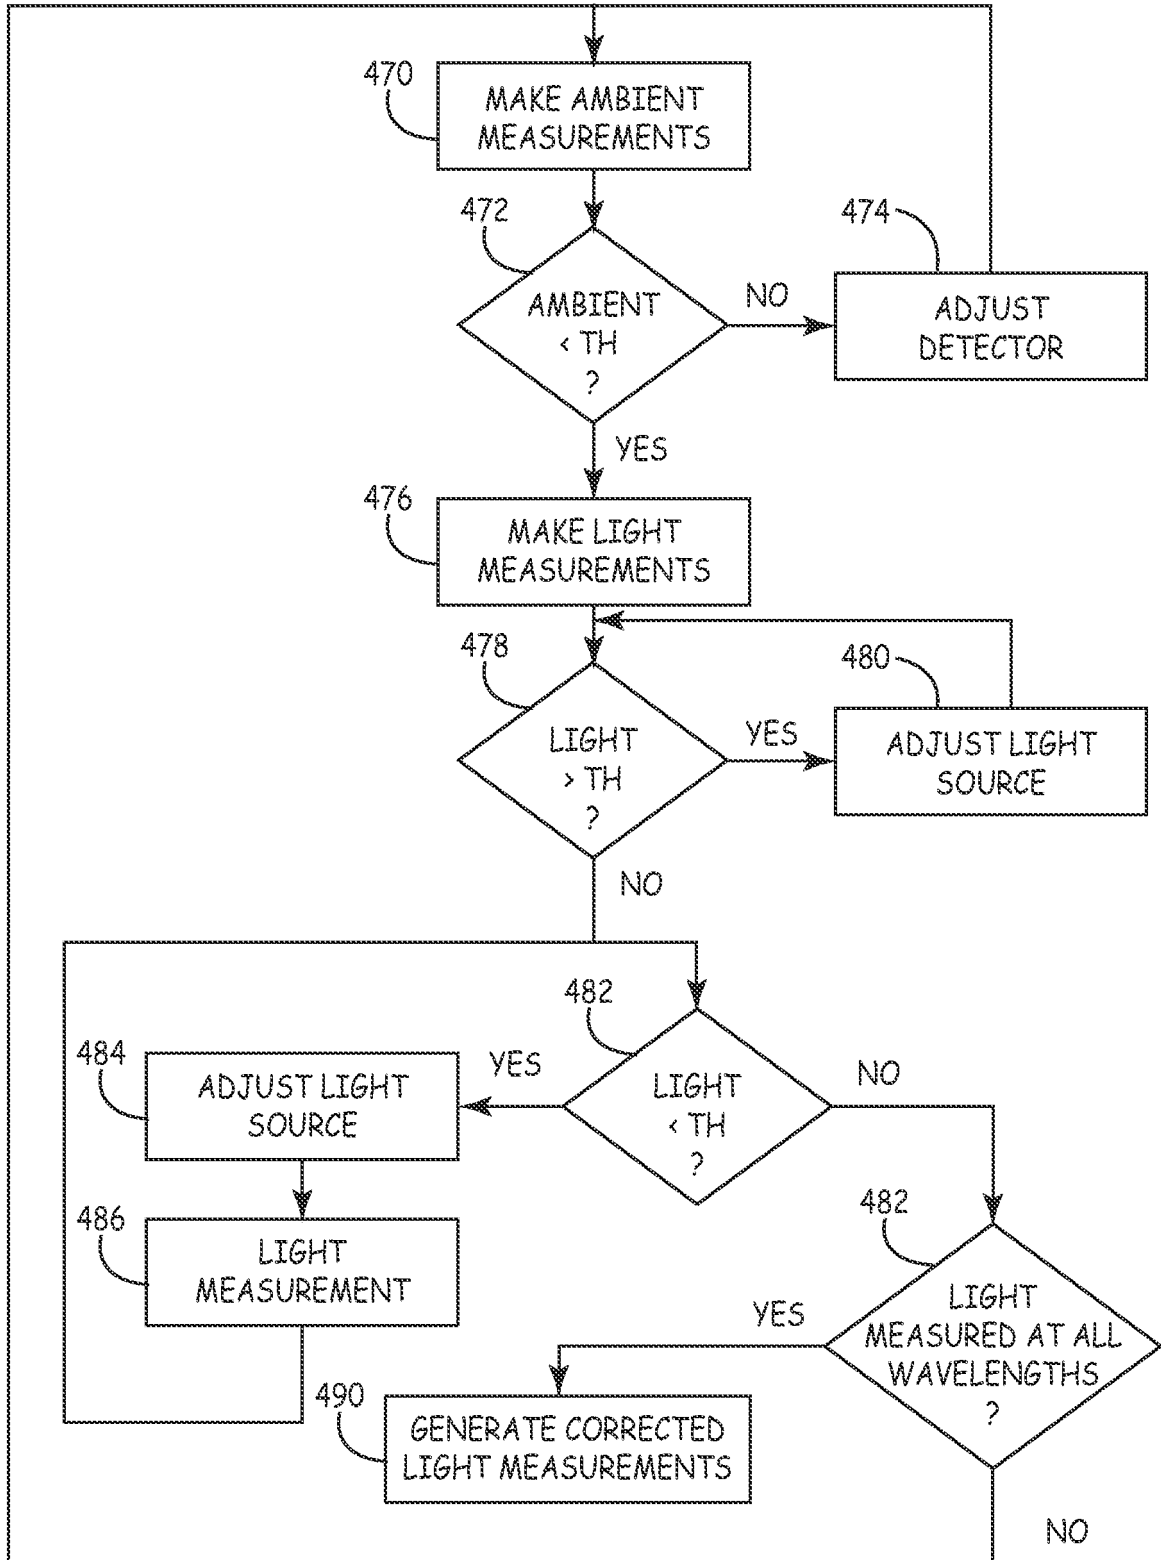 470
MAKE AMBIENT
MEASUREMENTS
472
AMBIENT
< TH
?
NO
474
ADJUST
DETECTOR
YES
476
MAKE LIGHT
MEASUREMENTS
478
LIGHT
> TH
?
YES
480
ADJUST LIGHT
SOURCE
NO
482
LIGHT
< TH
?
YES
484
ADJUST LIGHT
SOURCE
486
LIGHT
MEASUREMENT
NO
482
LIGHT
MEASURED AT ALL
WAVELENGTHS
?
YES
490
GENERATE CORRECTED
LIGHT MEASUREMENTS
NO